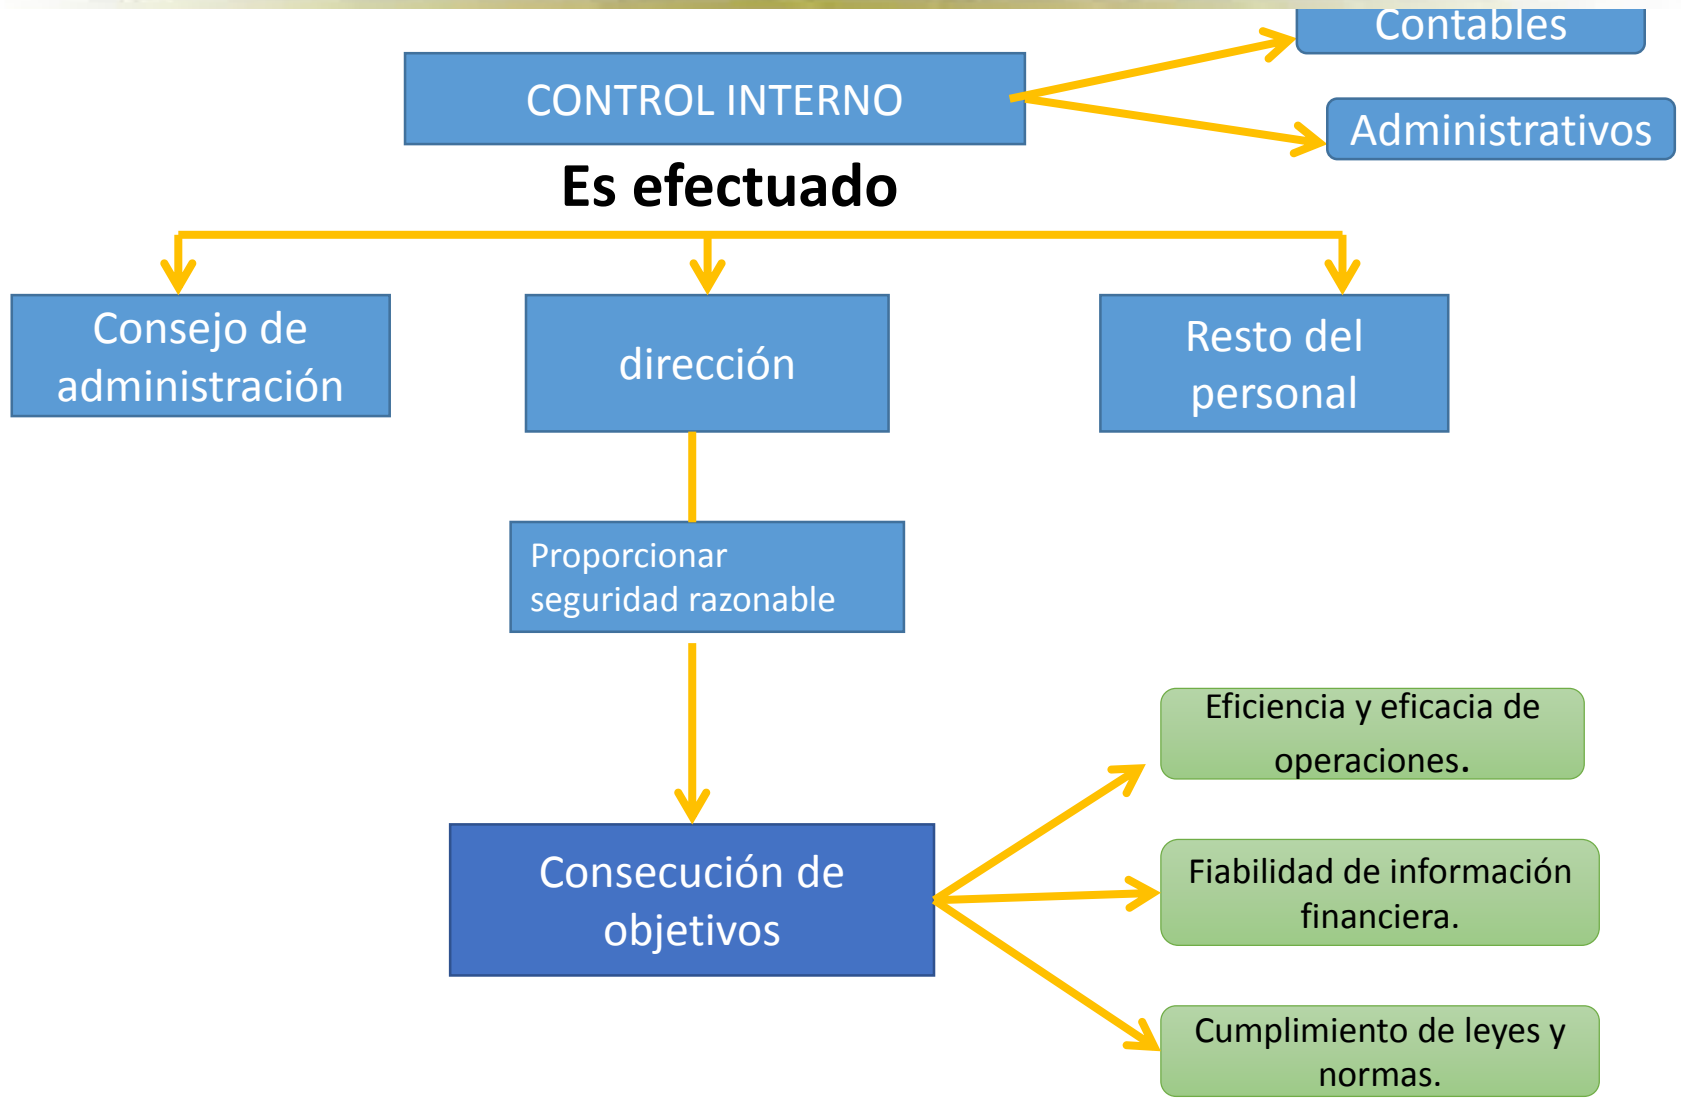 Contables
CONTROL INTERNO
Administrativos
Es efectuado
Consejo de
administración
dirección
Resto del
personal
Proporcionar
seguridad razonable
Eficiencia y eficacia de
operaciones.
Consecución de
objetivos
Fiabilidad de información
financiera.
Cumplimiento de leyes y
normas.